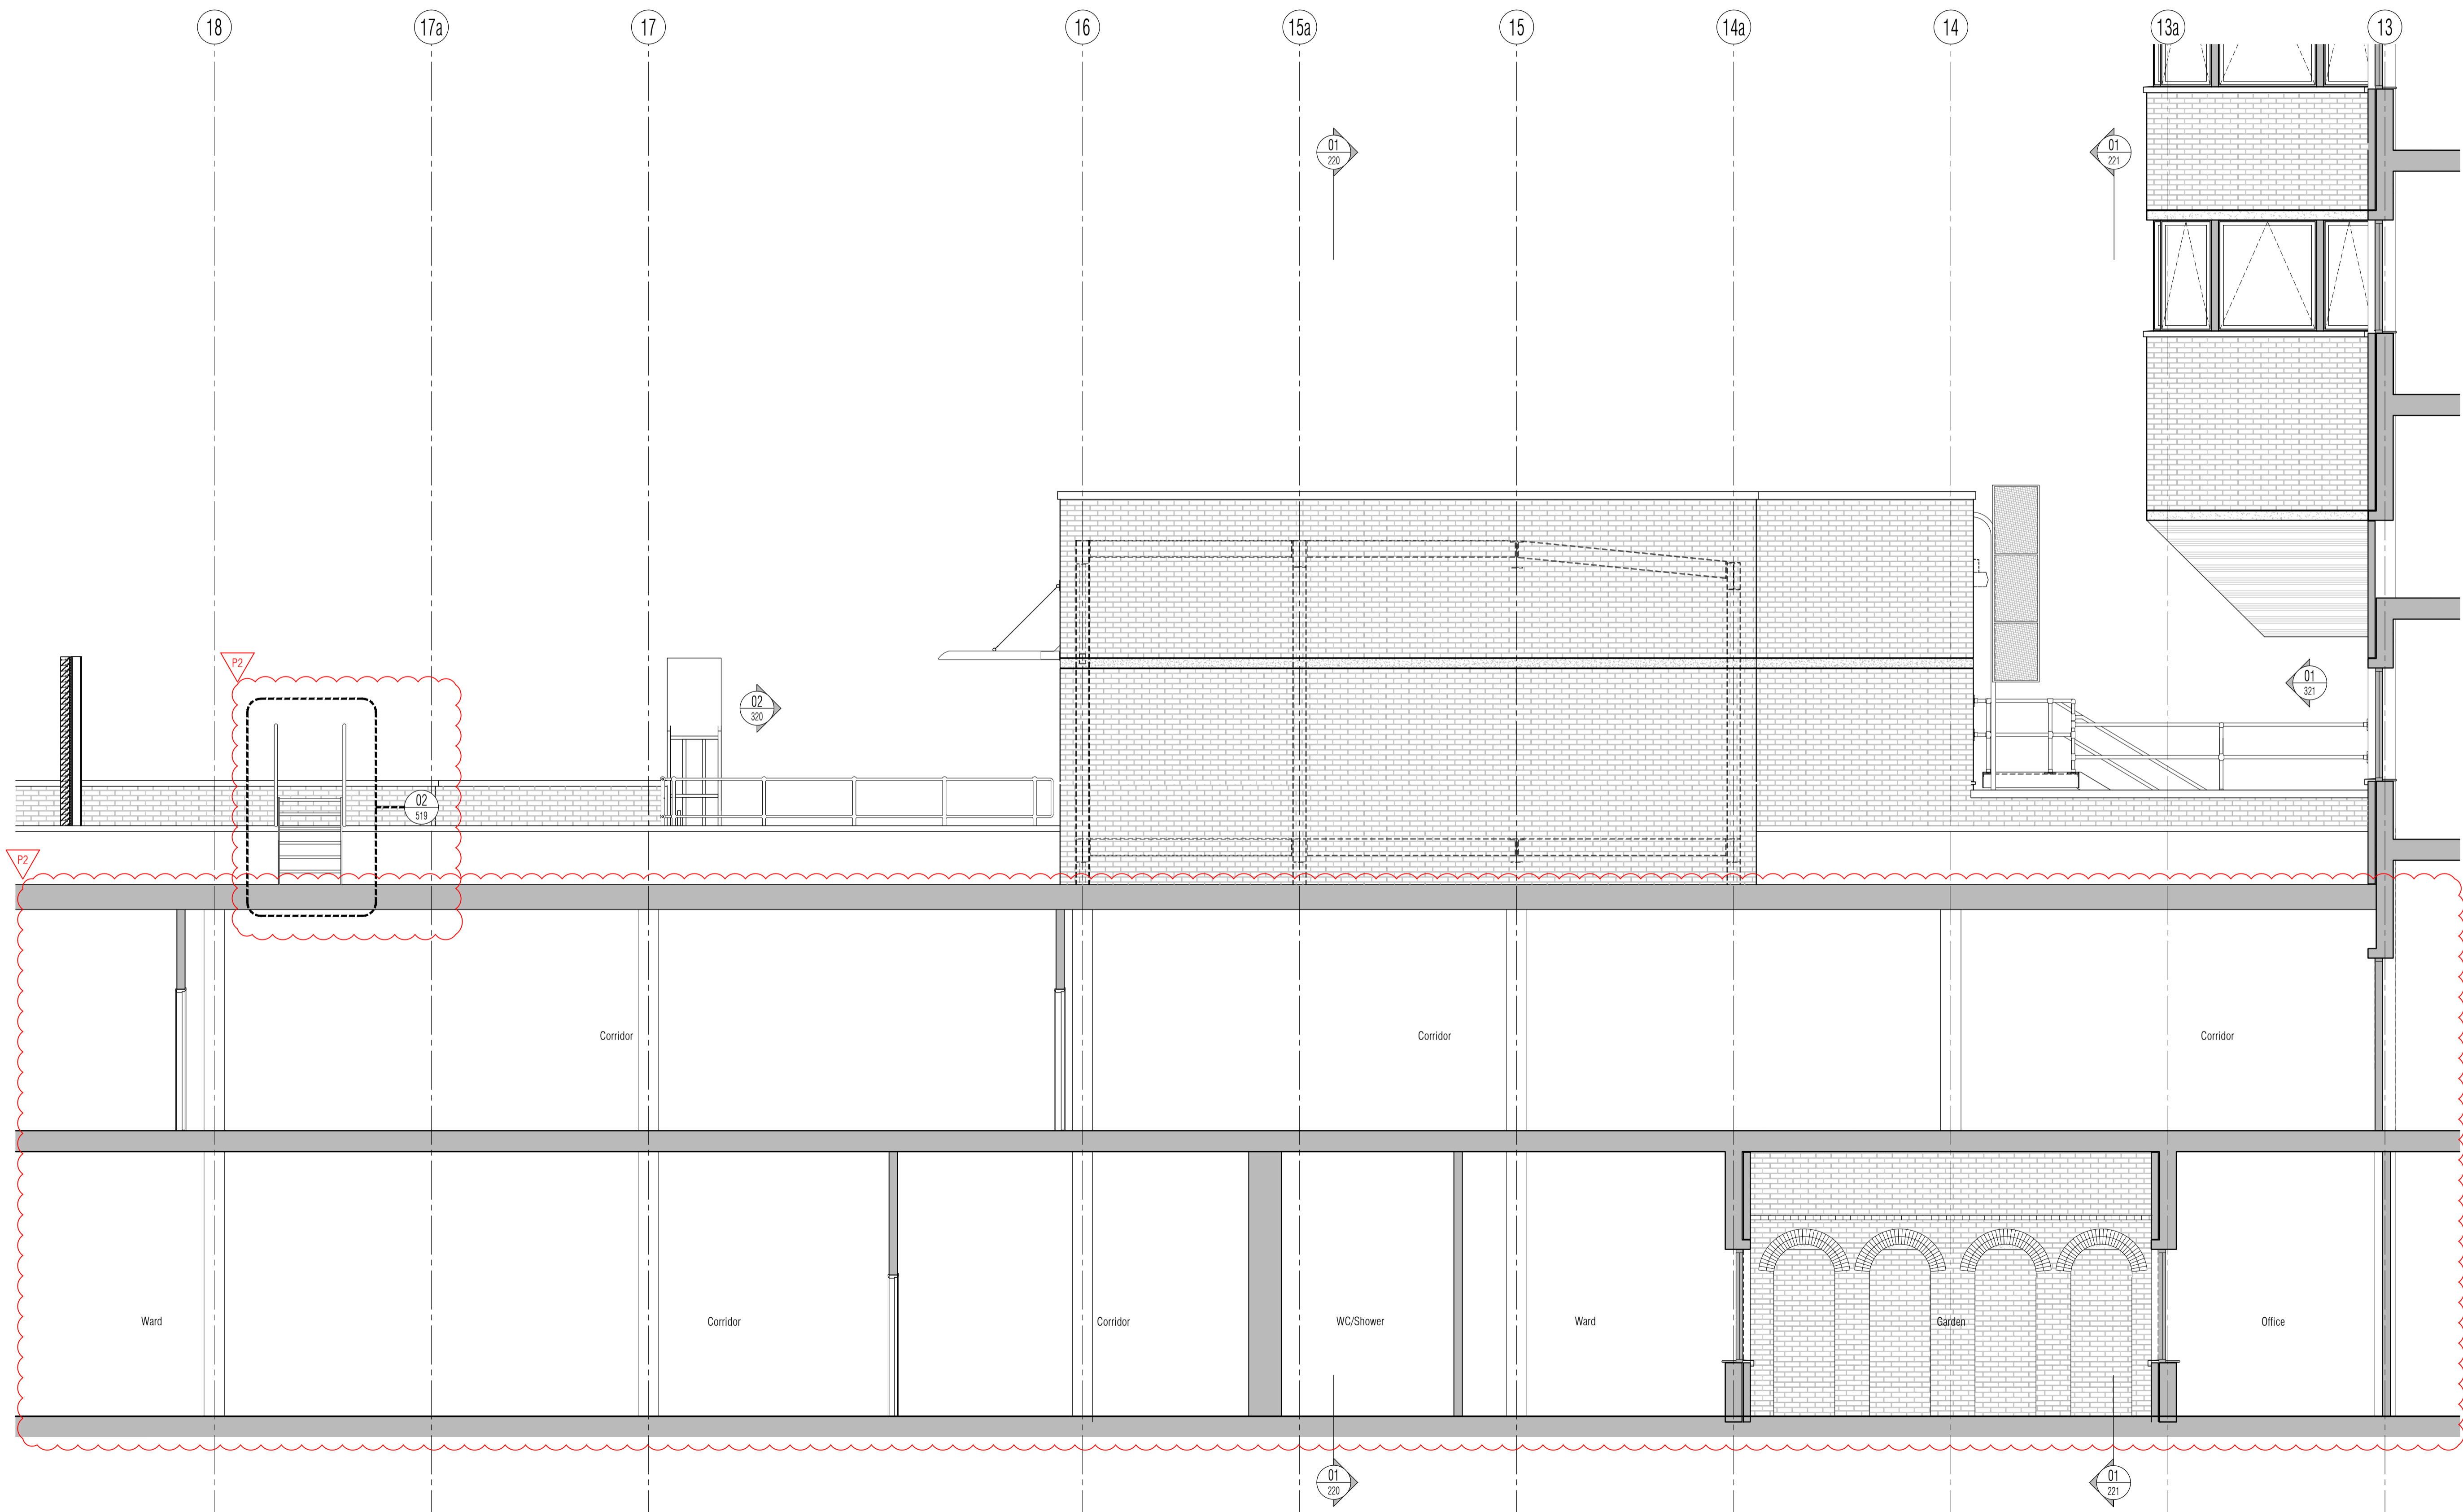 18 17a 17 16 15a 15 14a 14 13a 13
01
220
01
221
P2
01
321
02
320
02
519
P2
Corridor Corridor Corridor
Ward Corridor Corridor WC/Shower Ward Garden Office
01
220
01
221